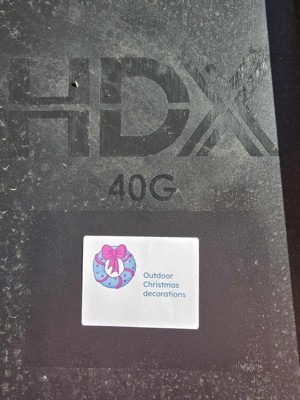 HDX
40G
Outdoor
Christmas
decorations